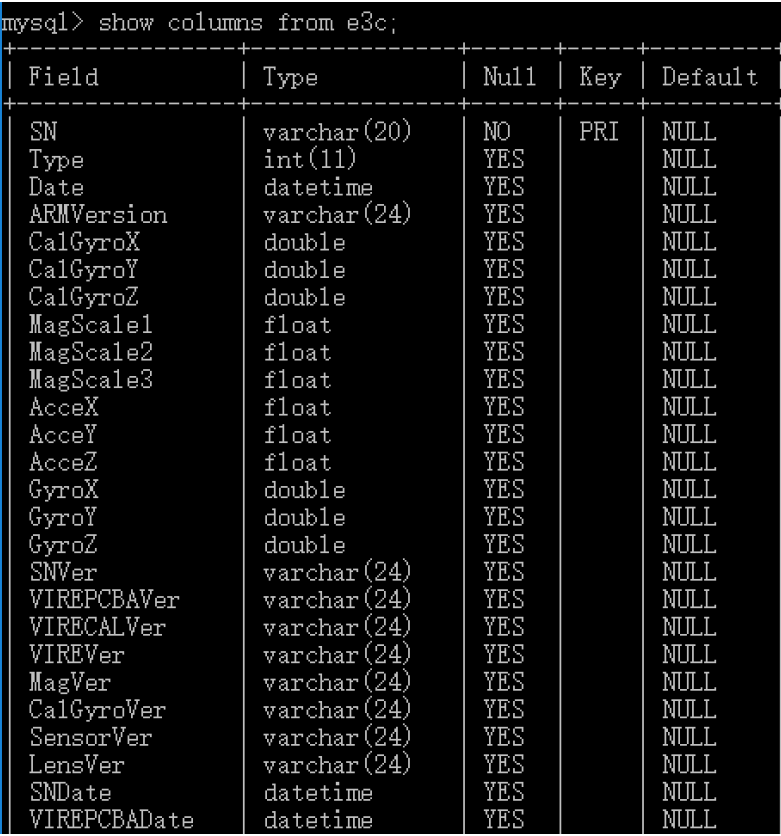 mysql> show columns from e3c;
+----------------+--------------+------+-----+---------
| Field | Type | Null | Key | Default
+----------------+--------------+------+-----+---------
| SN | varchar(20) | NO | PRI | NULL
| Type | int(11) | YES | | NULL
| Date | datetime | YES | | NULL
| ARMVersion | varchar(24) | YES | | NULL
| CalGyroX | double | YES | | NULL
| CalGyroY | double | YES | | NULL
| CalGyroZ | double | YES | | NULL
| MagScale1 | float | YES | | NULL
| MagScale2 | float | YES | | NULL
| MagScale3 | float | YES | | NULL
| AcceX | float | YES | | NULL
| AcceY | float | YES | | NULL
| AcceZ | float | YES | | NULL
| GyroX | double | YES | | NULL
| GyroY | double | YES | | NULL
| GyroZ | double | YES | | NULL
| SNVer | varchar(24) | YES | | NULL
| VIREPCBAVer | varchar(24) | YES | | NULL
| VIRECALVer | varchar(24) | YES | | NULL
| VIREVer | varchar(24) | YES | | NULL
| MagVer | varchar(24) | YES | | NULL
| CalGyroVer | varchar(24) | YES | | NULL
| SensorVer | varchar(24) | YES | | NULL
| LensVer | varchar(24) | YES | | NULL
| SNDate | datetime | YES | | NULL
| VIREPCBADate | datetime | YES | | NULL